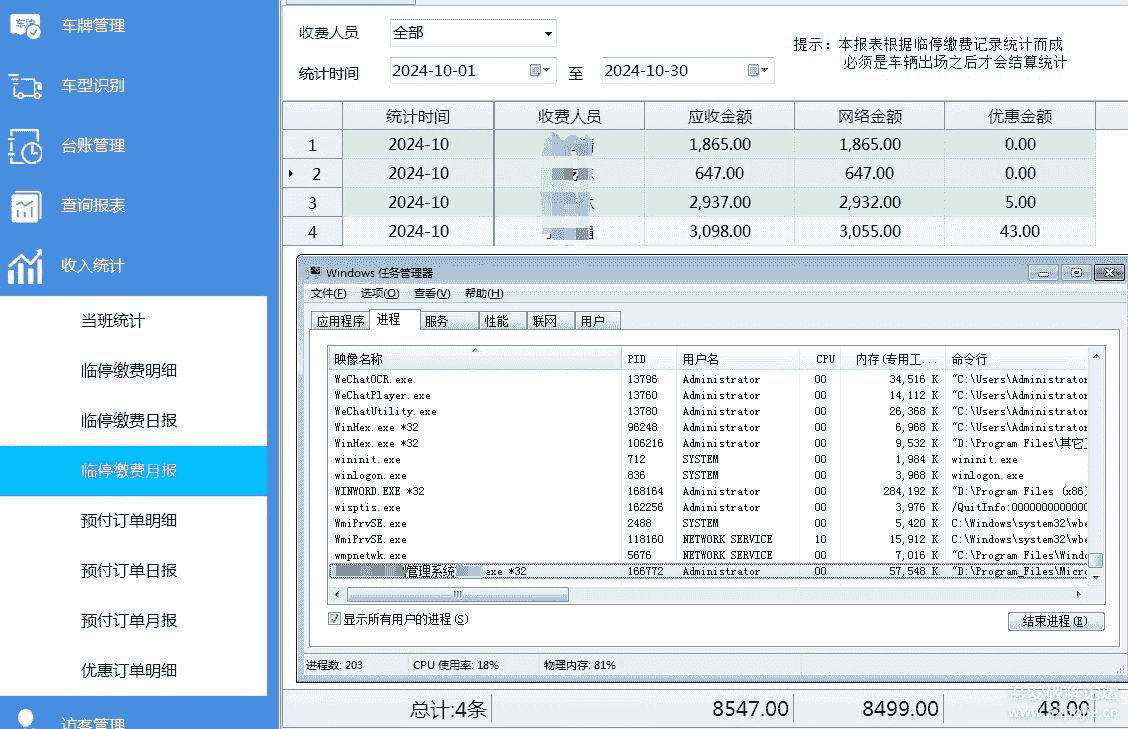 车牌
车牌管理
车型识别
台账管理
查询报表
收入统计
当班统计
临停缴费明细
临停缴费日报
临停缴费月报
预付订单明细
预付订单日报
预付订单月报
优惠订单明细
访客管理
收费人员 全部
统计时间 2024-10-01 至 2024-10-30
提示：本报表根据临停缴费记录统计而成
必须是车辆出场之后才会结算统计
统计时间 收费人员 应收金额 网络金额 优惠金额
1 2024-10 1,865.00 1,865.00 0.00
2 2024-10 647.00 647.00 0.00
3 2024-10 2,937.00 2,932.00 5.00
4 2024-10 3,098.00 3,055.00 43.00
Windows 任务管理器
文件(F) 选项(O) 查看(V) 帮助(H)
应用程序 进程 服务 性能 联网 用户
映像名称 PID 用户名 CPU 内存(专用工... 命令行
WeChatOCR.exe 13796 Administrator 00 34,516 K "C:\Users\Administrator
WeChatPlayer.exe 13760 Administrator 00 14,112 K "C:\Users\Administrator
WeChatUtility.exe 13780 Administrator 00 26,368 K "C:\Users\Administrator
WinHex.exe *32 96248 Administrator 00 6,968 K "C:\Users\Administrator
WinHex.exe *32 106216 Administrator 00 9,532 K "D:\Program Files\其它工
wininit.exe 712 SYSTEM 00 1,984 K wininit.exe
winlogon.exe 836 SYSTEM 00 3,968 K winlogon.exe
WINWORD.EXE *32 168164 Administrator 00 284,192 K "D:\Program Files (x86)
wisptis.exe 162256 Administrator 00 3,976 K /QuitInfo:0000000000000
WmiPrvSE.exe 2488 SYSTEM 00 5,420 K C:\Windows\system32\wbe
WmiPrvSE.exe 118160 NETWORK SERVICE 10 15,912 K C:\Windows\system32\wbe
wmpnetwk.exe 5676 NETWORK SERVICE 00 7,016 K "C:\Program Files\Windo
管理系统 .exe *32 166772 Administrator 00 57,548 K "D:\Program_Files\Micr
显示所有用户的进程(S)
结束进程(E)
进程数: 203 CPU 使用率: 18% 物理内存: 81%
总计:4条 8547.00 8499.00 48.00
吾爱破解论坛
www.52pojie.cn